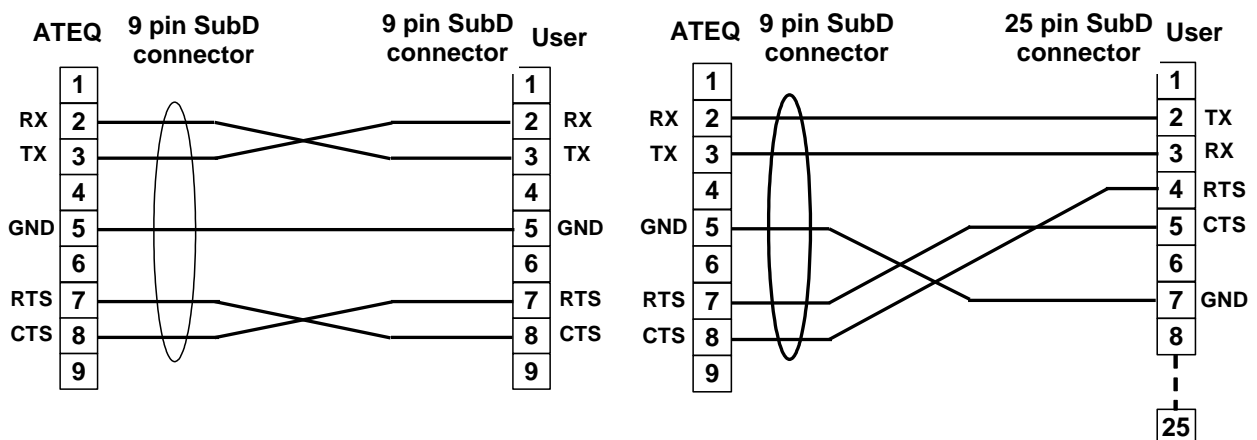 ATEQ 9 pin SubD connector 9 pin SubD connector User
1 1
RX 2 2 RX
TX 3 3 TX
4 4
GND 5 5 GND
6 6
RTS 7 7 RTS
CTS 8 8 CTS
9 9
ATEQ 9 pin SubD connector 25 pin SubD connector User
1 1
RX 2 2 TX
TX 3 3 RX
4 4 RTS
GND 5 5 CTS
6 6
RTS 7 7 GND
CTS 8 8
9
25